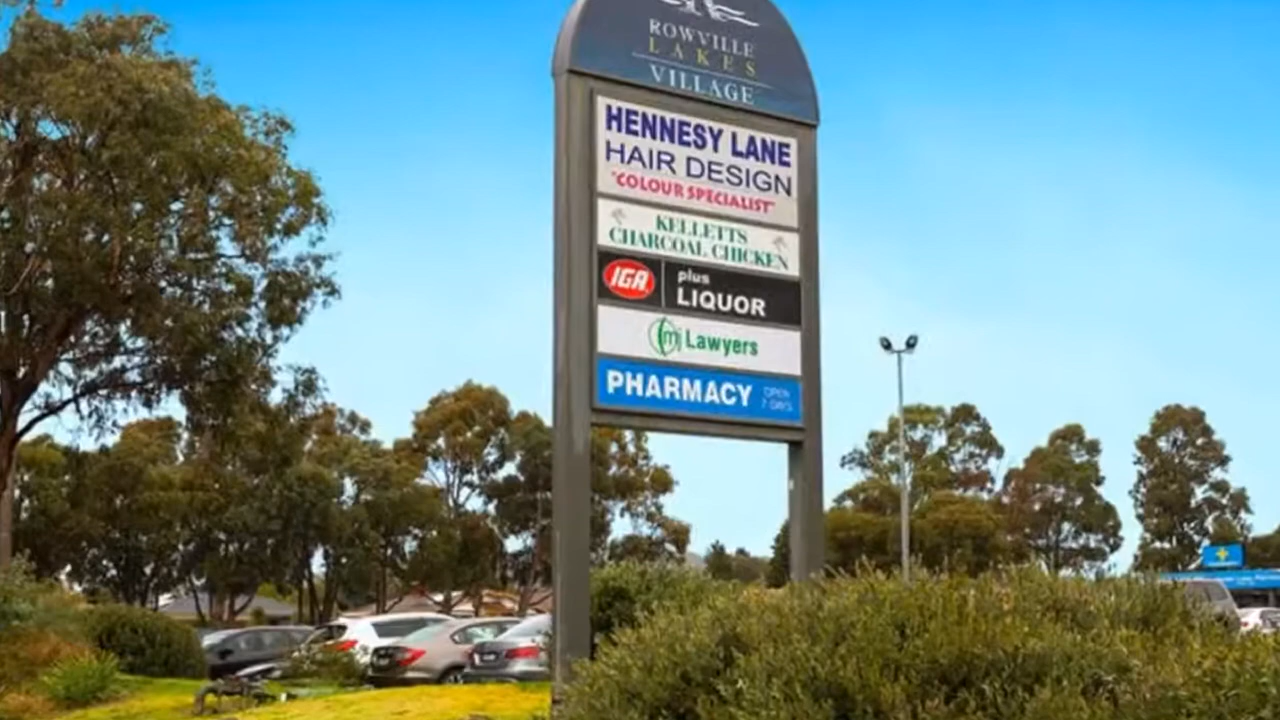 ROWVILLE
LAKES
VILLAGE
HENNESY LANE
HAIR DESIGN
"COLOUR SPECIALIST"
KELLETTS
CHARCOAL CHICKEN
IGA plus
LIQUOR
mj Lawyers
PHARMACY OPEN
7 DAYS